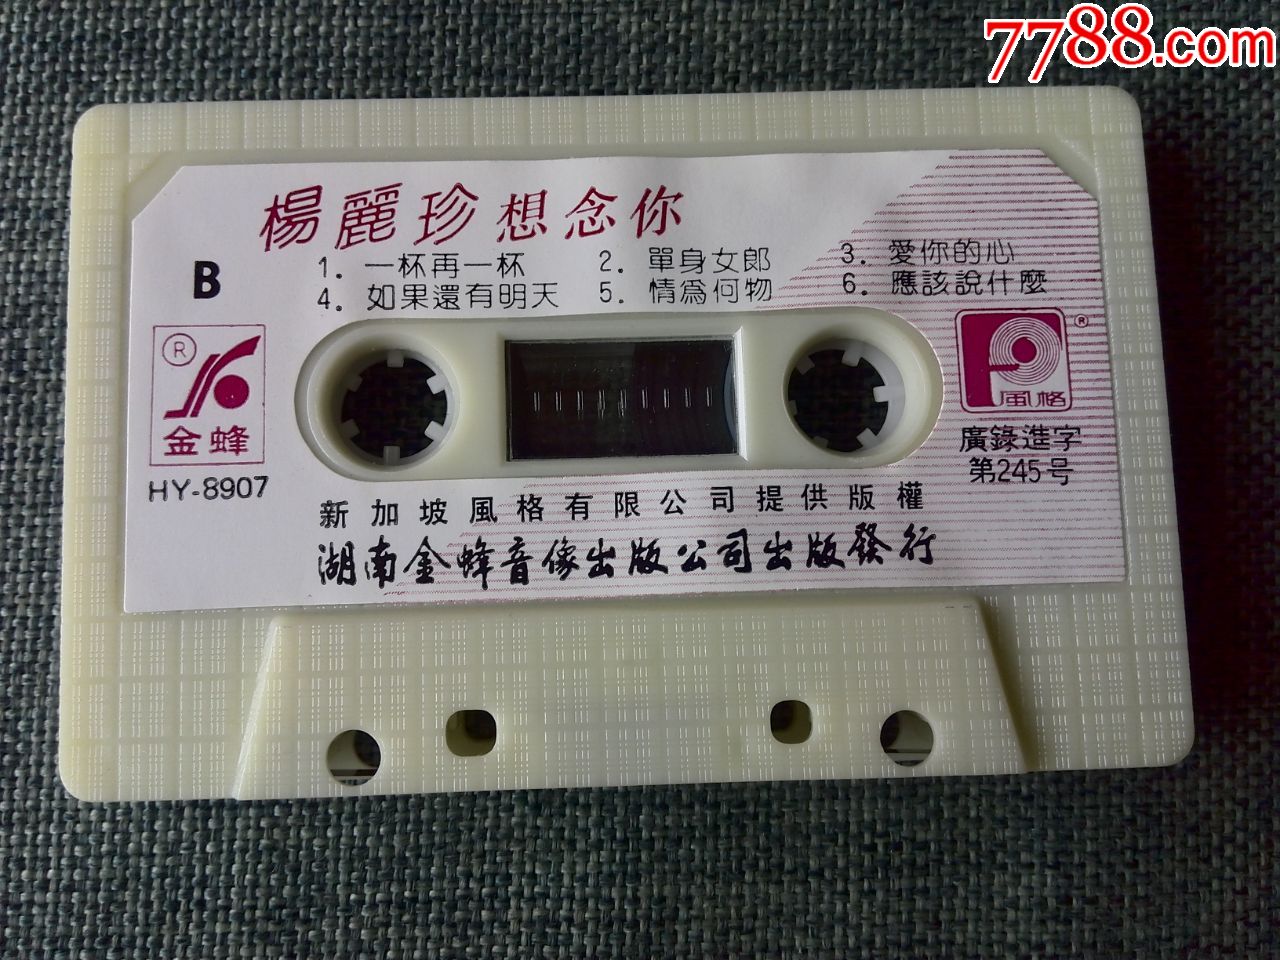 7788.com
楊麗珍 想念你
B
1. 一杯再一杯 2. 單身女郎 3. 愛你的心
4. 如果還有明天 5. 情為何物 6. 應該說什麼
R
金蜂
HY-8907
R
風格
廣錄進字
第245号
新加坡風格有限公司提供版權
湖南金蜂音像出版公司出版發行